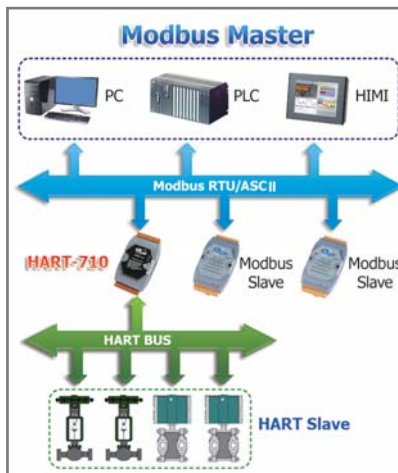 Modbus Master
PC
PLC
HIMI
Modbus RTU/ASCⅡ
HART-710
Modbus
Slave
Modbus
Slave
HART BUS
HART Slave